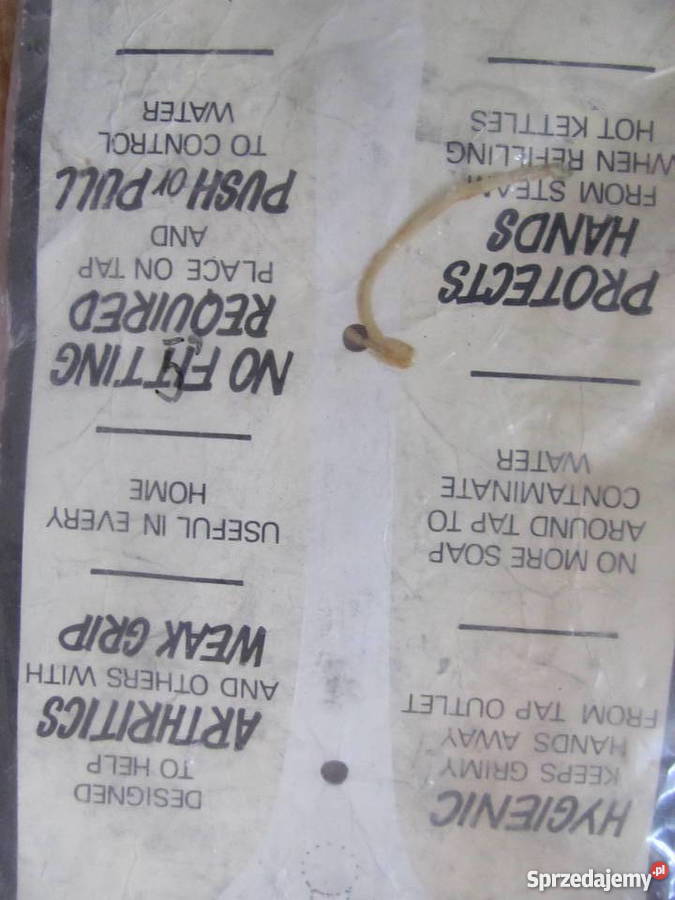 HYGIENIC
KEEPS GRIMY
HANDS AWAY
FROM TAP OUTLET
NO MORE SOAP
AROUND TAP TO
CONTAMINATE
WATER
PROTECTS
HANDS
FROM STEAM
WHEN REFILLING
HOT KETTLES
DESIGNED
TO HELP
ARTHRITICS
AND OTHERS WITH
WEAK GRIP
USEFUL IN EVERY
HOME
NO FITTING
REQUIRED
PLACE ON TAP
AND
PUSH or PULL
TO CONTROL
WATER
Sprzedajemy.pl